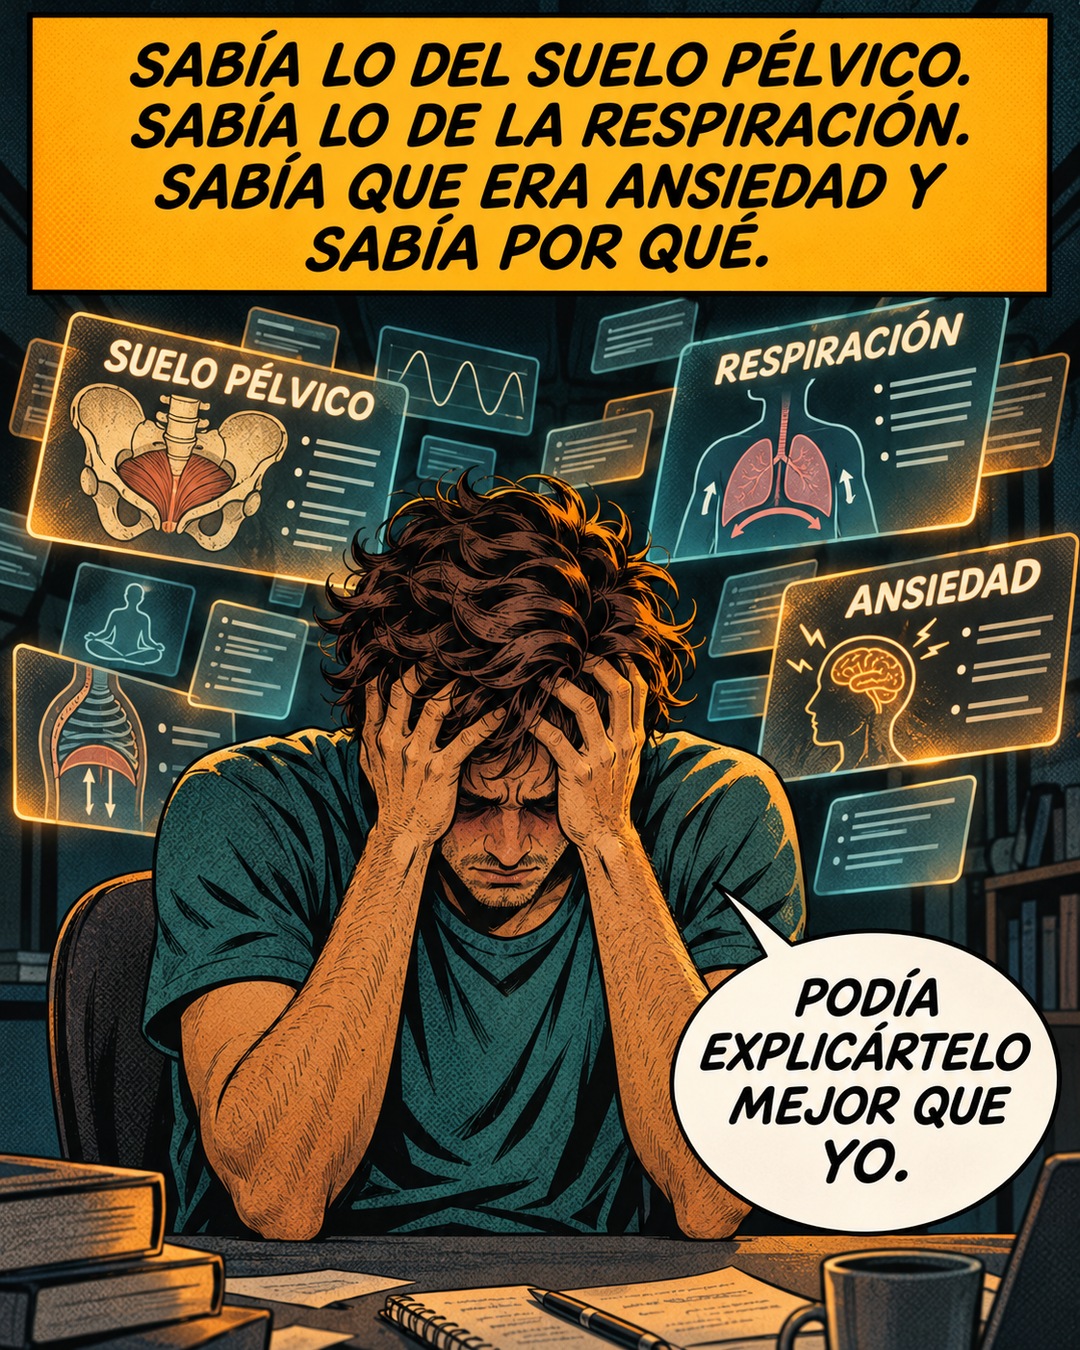 SABÍA LO DEL SUELO PÉLVICO.
SABÍA LO DE LA RESPIRACIÓN.
SABÍA QUE ERA ANSIEDAD Y
SABÍA POR QUÉ.
SUELO PÉLVICO
RESPIRACIÓN
ANSIEDAD
PODÍA
EXPLICÁRTELO
MEJOR QUE
YO.